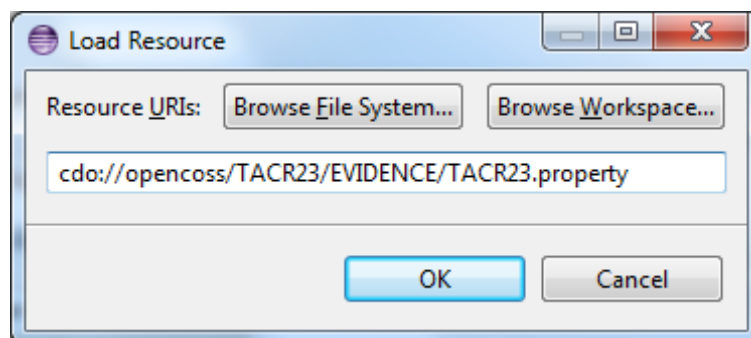 Load Resource
Resource URIs: Browse File System... Browse Workspace...
cdo://opencoss/TACR23/EVIDENCE/TACR23.property
OK Cancel